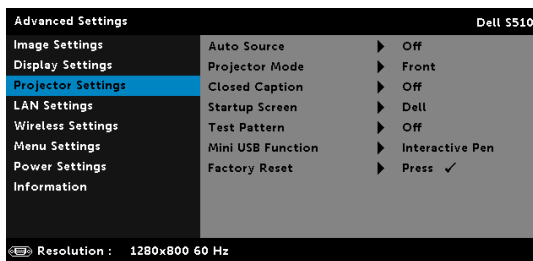 Advanced Settings Dell S510
Image Settings Auto Source Off
Display Settings Projector Mode Front
Projector Settings Closed Caption Off
LAN Settings Startup Screen Dell
Wireless Settings Test Pattern Off
Menu Settings Mini USB Function Interactive Pen
Power Settings Factory Reset Press ✓
Information
Resolution : 1280x800 60 Hz